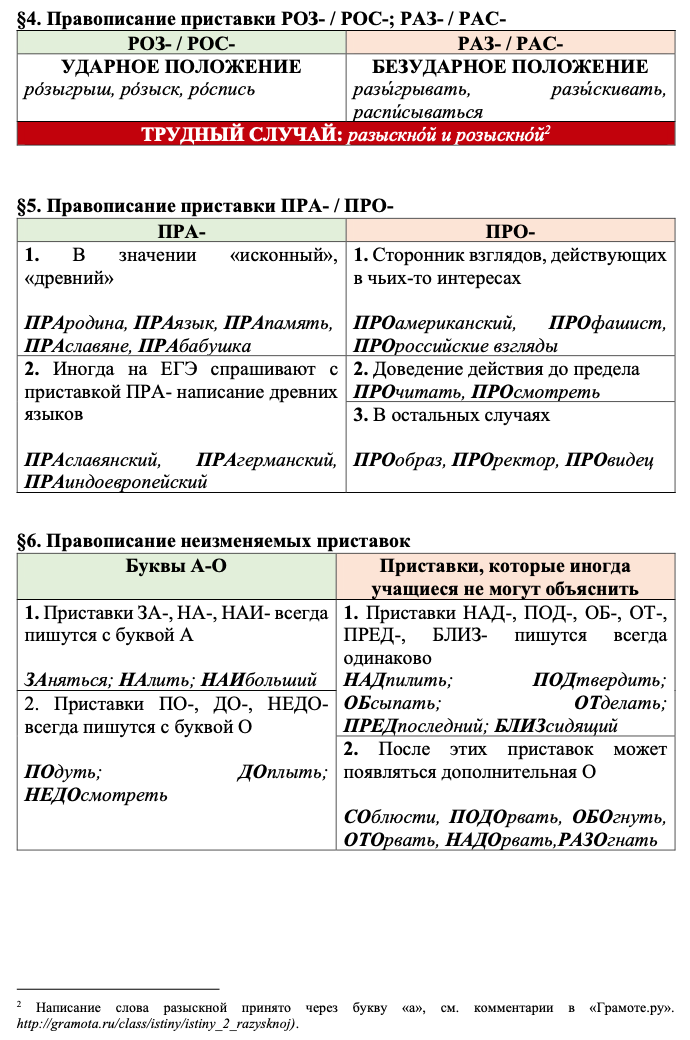 §4. Правописание приставки РОЗ- / РОС-; РАЗ- / РАС-
РОЗ- / РОС-
РАЗ- / РАС-
УДАРНОЕ ПОЛОЖЕНИЕ
ро́зыгрыш, ро́зыск, ро́спись
БЕЗУДАРНОЕ ПОЛОЖЕНИЕ
разы́грывать, разы́скивать,
распи́сываться
ТРУДНЫЙ СЛУЧАЙ: разыскно́й и розыскно́й²
§5. Правописание приставки ПРА- / ПРО-
ПРА-
ПРО-
1. В значении «исконный»,
«древний»
ПРАродина, ПРАязык, ПРАпамять,
ПРАславяне, ПРАбабушка
1. Сторонник взглядов, действующих
в чьих-то интересах
ПРОамериканский, ПРОфашист,
ПРОроссийские взгляды
2. Иногда на ЕГЭ спрашивают с
приставкой ПРА- написание древних
языков
ПРАславянский, ПРАгерманский,
ПРАиндоевропейский
2. Доведение действия до предела
ПРОчитать, ПРОсмотреть
3. В остальных случаях
ПРОобраз, ПРОректор, ПРОвидец
§6. Правописание неизменяемых приставок
Буквы А-О
Приставки, которые иногда
учащиеся не могут объяснить
1. Приставки ЗА-, НА-, НАИ- всегда
пишутся с буквой А
ЗАняться; НАлить; НАИбольший
2. Приставки ПО-, ДО-, НЕДО-
всегда пишутся с буквой О
ПОдуть; ДОплыть;
НЕДОсмотреть
1. Приставки НАД-, ПОД-, ОБ-, ОТ-,
ПРЕД-, БЛИЗ- пишутся всегда
одинаково
НАДпилить; ПОДтвердить;
ОБсыпать; ОТделать;
ПРЕДпоследний; БЛИЗсидящий
2. После этих приставок может
появляться дополнительная О
СОблюсти, ПОДОрвать, ОБОгнуть,
ОТОрвать, НАДОрвать,РАЗОгнать
² Написание слова разыскной принято через букву «а», см. комментарии в «Грамоте.ру».
http://gramota.ru/class/istiny/istiny_2_razysknoj).